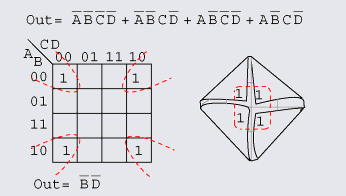 Out= A̅B̅C̅D̅ + A̅B̅CD̅ + AB̅C̅D̅ + AB̅CD̅
A CD
B 00 01 11 10
00 1 1
01
11
10 1 1
1 1
1 1
Out= B̅D̅